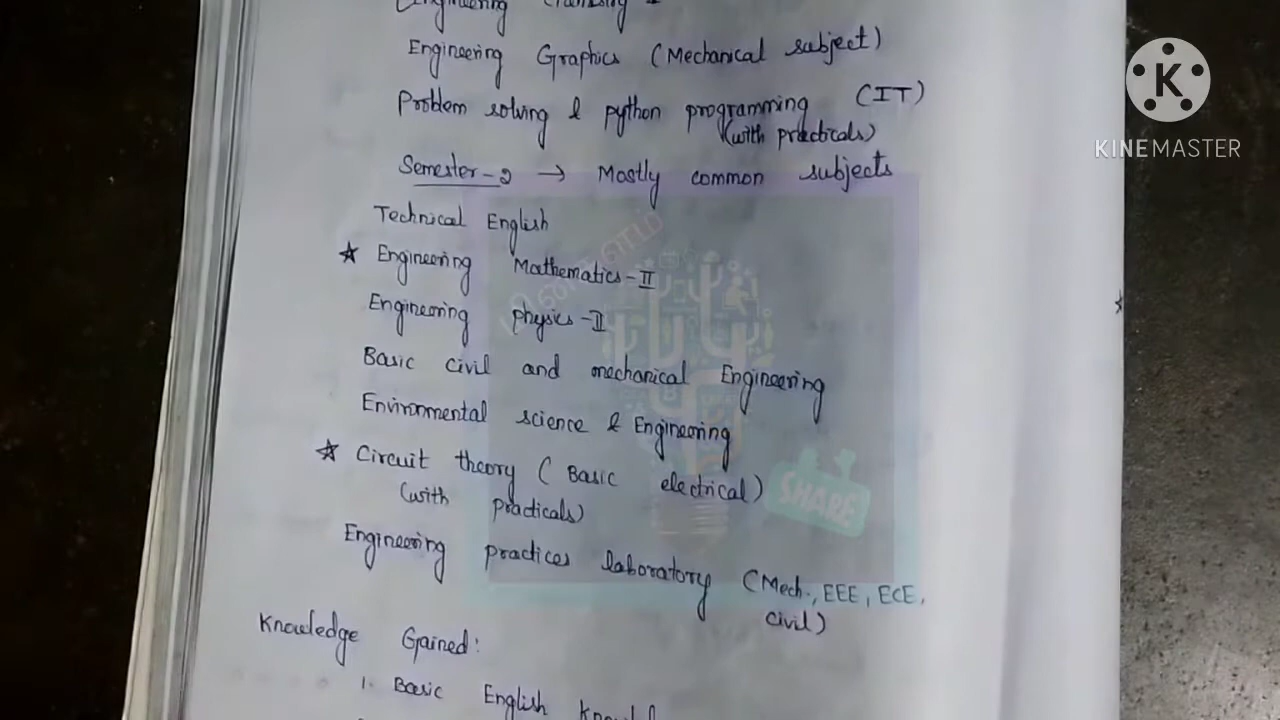 Engineering Chemistry - I
Engineering Graphics (Mechanical subject)
Problem solving & python programming (IT)
(with practicals)
Semester-2 → Mostly common subjects
Technical English
☆ Engineering Mathematics-II
Engineering physics-II
Basic civil and mechanical Engineering
Environmental science & Engineering
☆ Circuit theory (Basic electrical)
(with practicals)
Engineering practices laboratory (Mech., EEE, ECE,
civil)
Knowledge Gained:
1. Basic English
K
KINEMASTER
SHARE